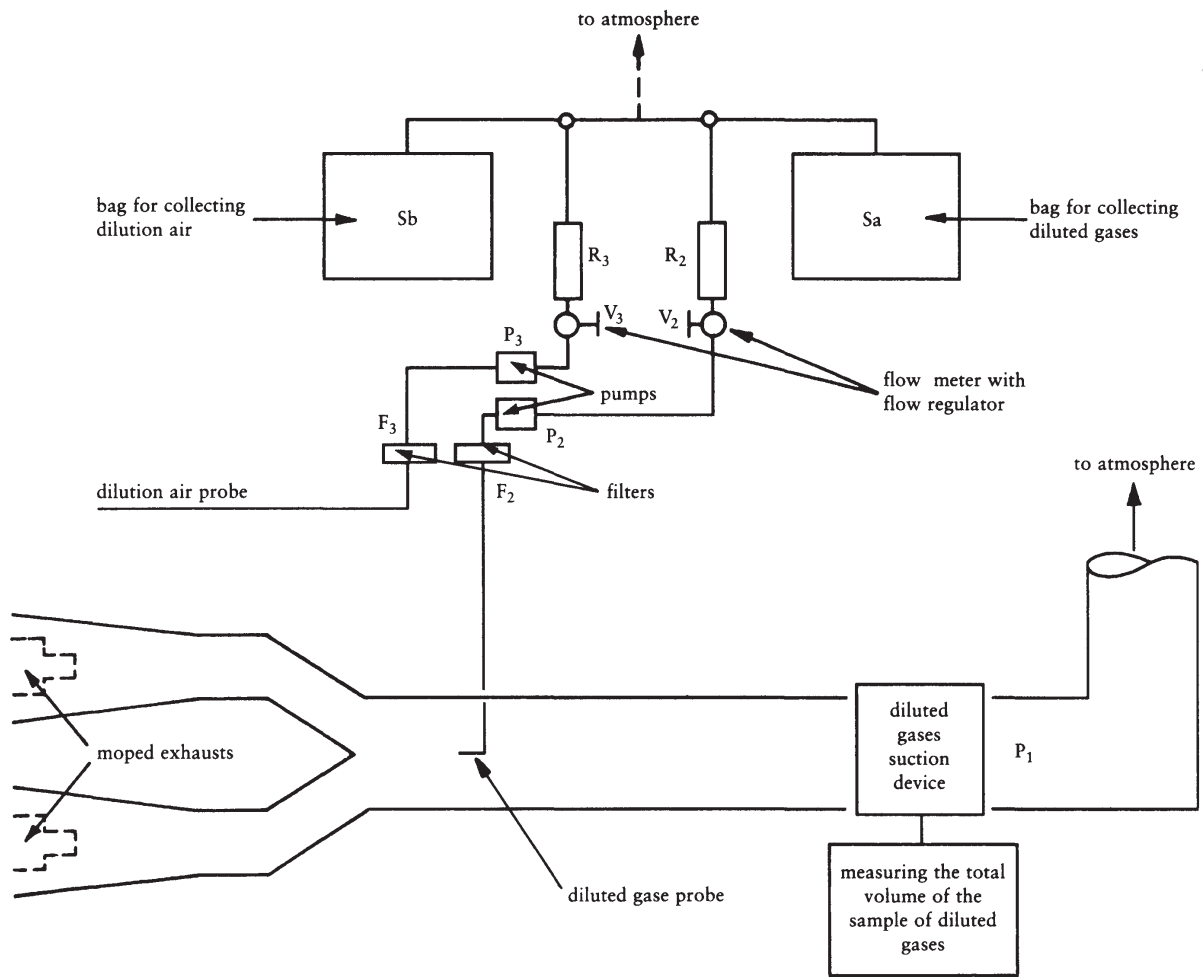 to atmosphere
bag for collecting
dilution air
Sb
Sa
bag for collecting
diluted gases
R3
R2
V3
V2
P3
flow meter with
flow regulator
pumps
F3
P2
to atmosphere
dilution air probe
F2
filters
moped exhausts
diluted
gases
suction
device
P1
diluted gase probe
measuring the total
volume of the
sample of diluted
gases